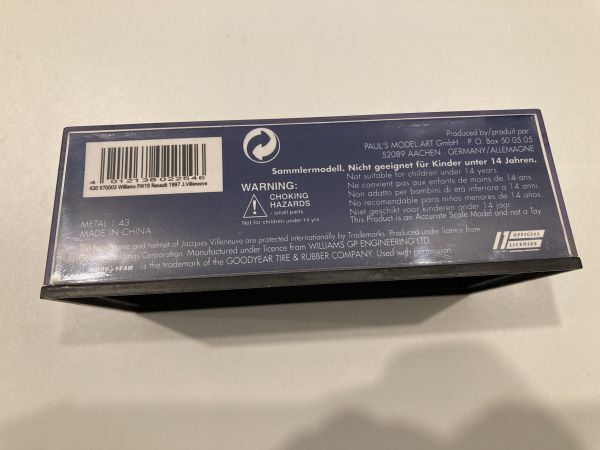 Produced by/produit par:
PAUL'S MODEL ART GmbH P. O. Box 50 05 05
52089 AACHEN - GERMANY/ALLEMAGNE
4 012138 022546
430 970003 Williams FW19 Renault 1997 J.Villeneuve
Sammlermodell. Nicht geeignet für Kinder unter 14 Jahren.
Not suitable for children under 14 years
Ne convient pas aux enfants de moins de 14 ans.
Non adatto per bambini di età inferiore a 14 anni.
No recomendable para niños menores de 14 años.
Niet geschikt voor kinderen onder 14 jaar.
This Product is an Accurate Scale Model and not a Toy
WARNING:
CHOKING
HAZARDS
- small parts.
Not for children under 14 yrs
METAL 1:43
MADE IN CHINA
The name and helmet of Jacques Villeneuve are protected internationally by Trademarks. Produced under licence from
Holdings Corporation. Manufactured under licence from WILLIAMS GP ENGINEERING LTD
is the trademark of the GOODYEAR TIRE & RUBBER COMPANY. Used with permission.
OFFICIAL
LICENSEE